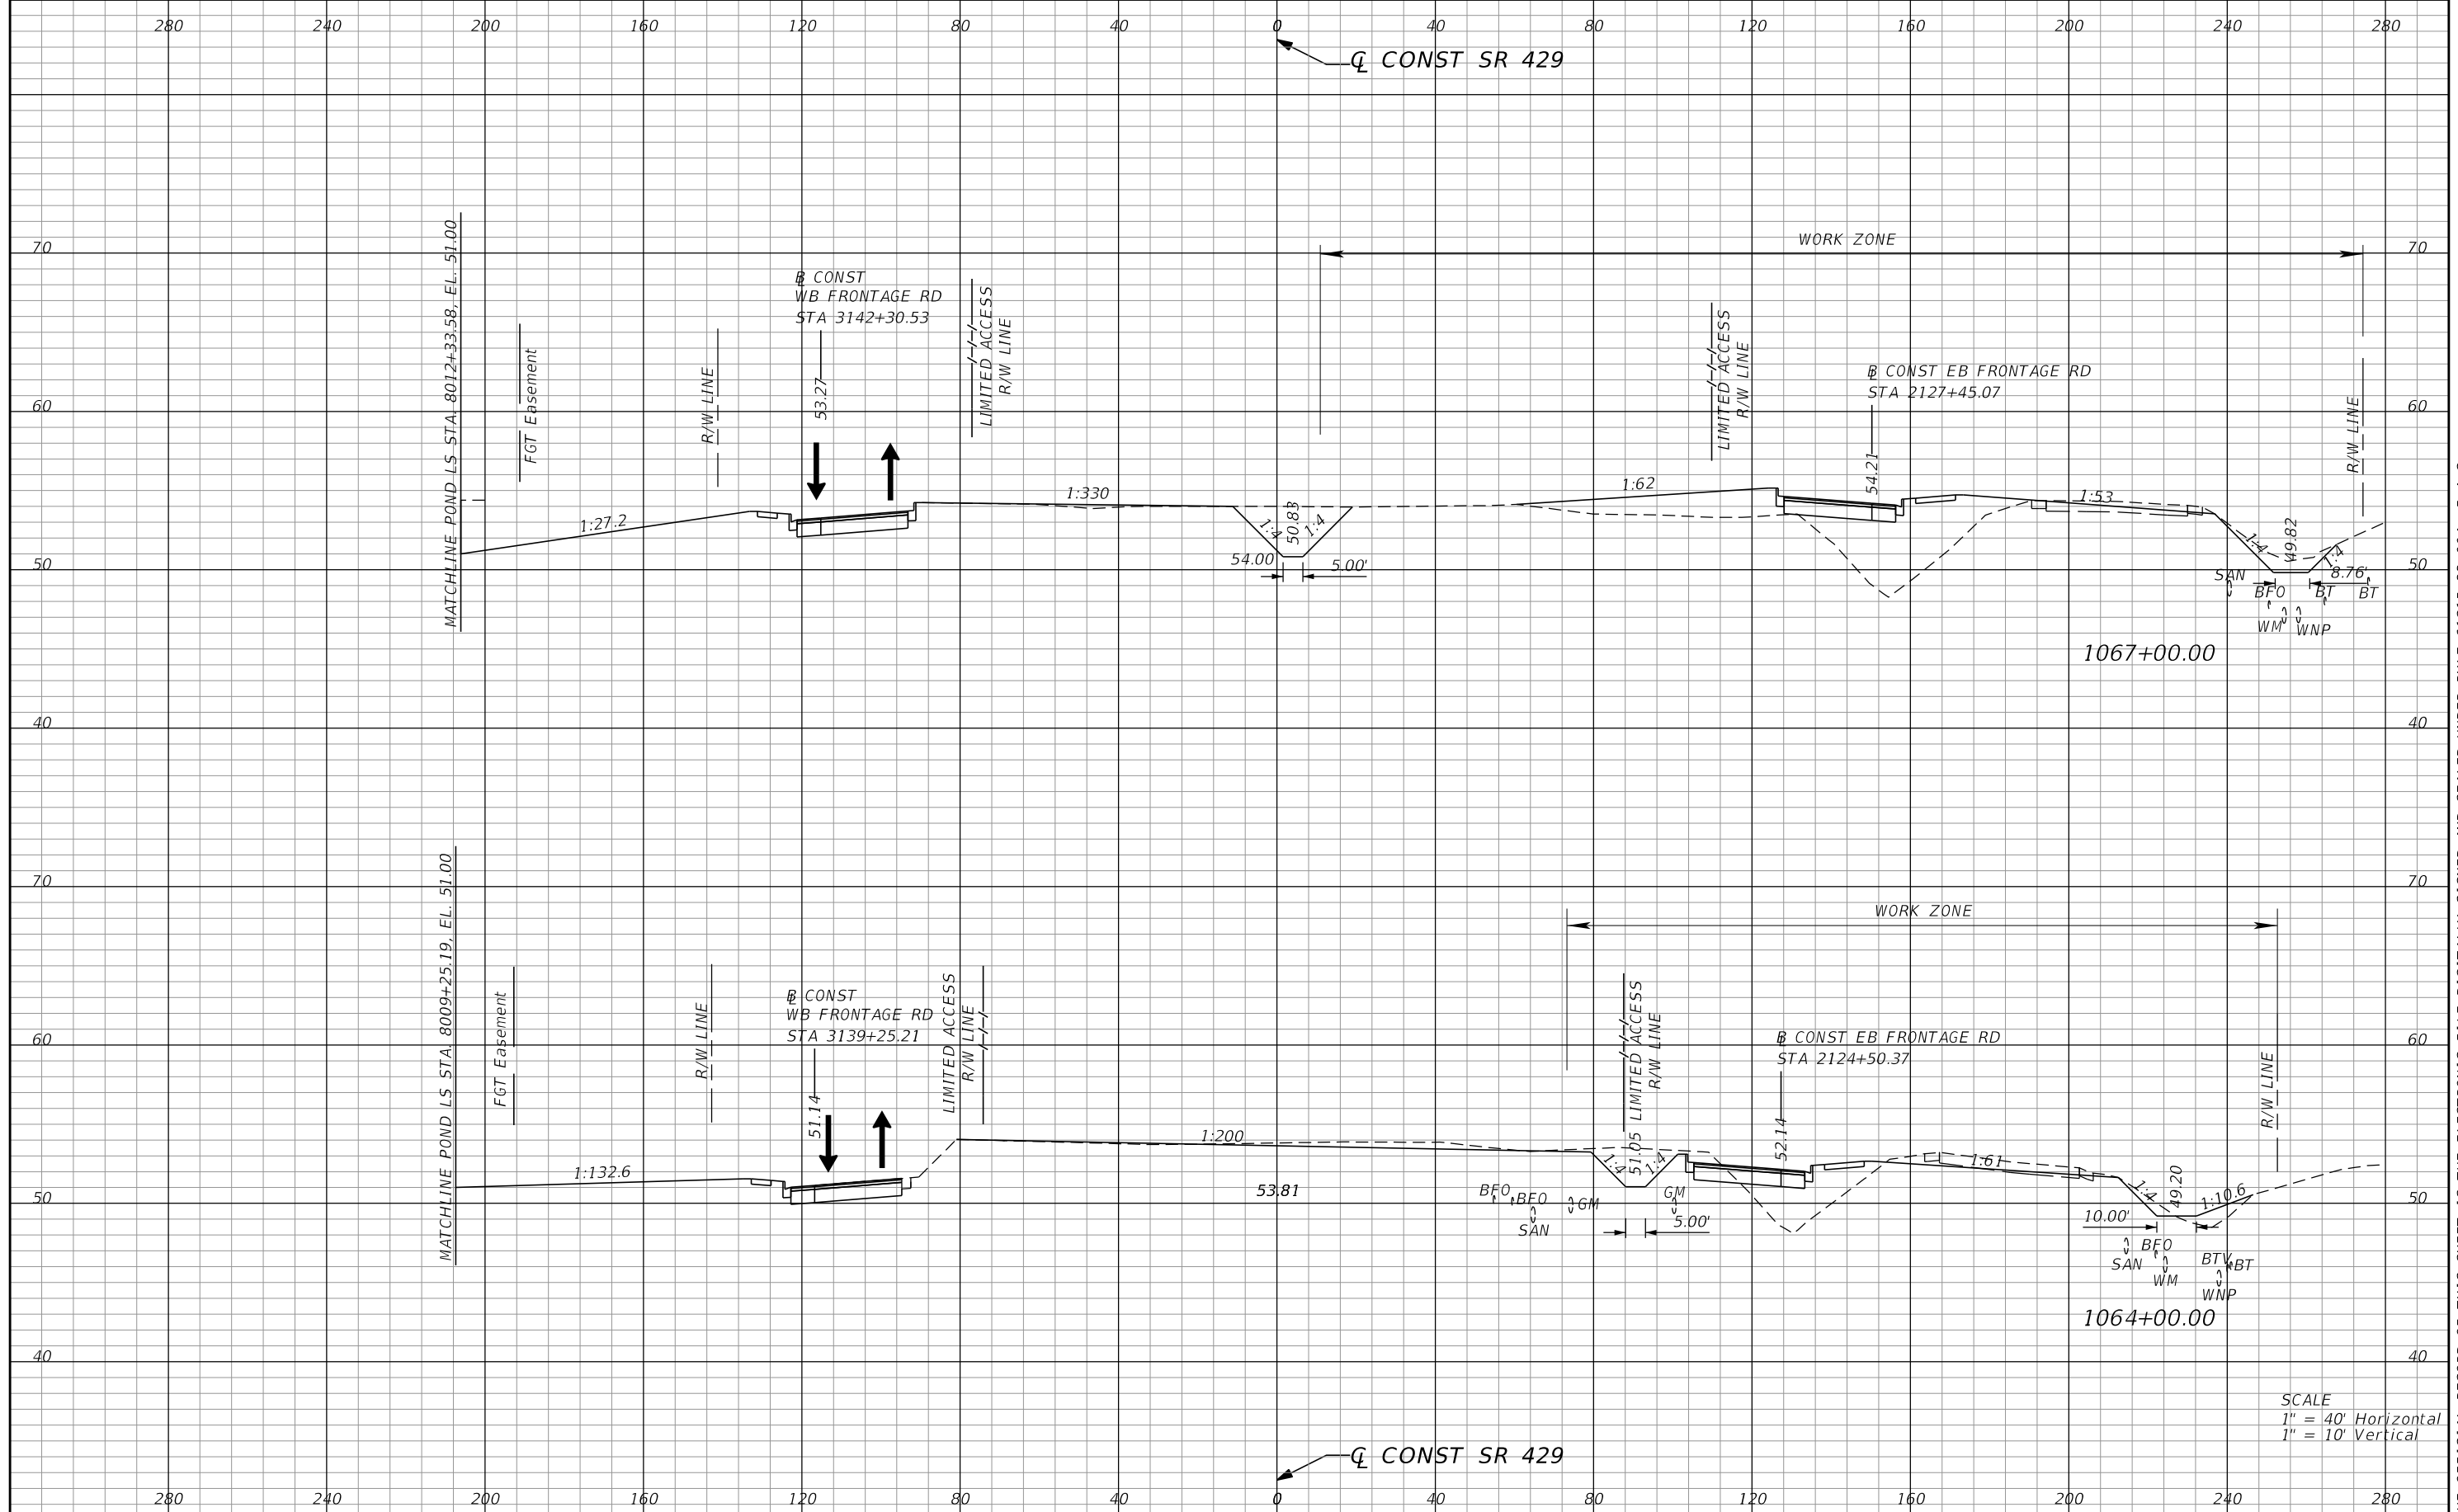 280 240 200 160 120 80 40 0 40 80 120 160 200 240 280
℄ CONST SR 429
70 70
WORK ZONE
MATCHLINE POND LS STA. 8012+33.58, EL. 51.00
FGT Easement
R/W LINE
BL CONST
WB FRONTAGE RD
STA 3142+30.53
53.27
LIMITED ACCESS
R/W LINE
LIMITED ACCESS
R/W LINE
BL CONST EB FRONTAGE RD
STA 2127+45.07
54.21
R/W LINE
60 60
1:27.2
1:330
1:4
50.83
1:4
54.00
5.00'
1:62
1:53
1:4
49.82
1:4
8.76'
50 50
SAN
BFO
BT
BT
WM
WNP
1067+00.00
40 40
70 70
WORK ZONE
MATCHLINE POND LS STA. 8009+25.19, EL. 51.00
FGT Easement
R/W LINE
BL CONST
WB FRONTAGE RD
STA 3139+25.21
51.14
LIMITED ACCESS
R/W LINE
LIMITED ACCESS
R/W LINE
BL CONST EB FRONTAGE RD
STA 2124+50.37
52.14
R/W LINE
60 60
1:132.6
1:200
1:4
51.05
1:4
1:61
1:4
49.20
1:10.6
50 50
53.81
BFO
BFO
SAN
GM
GM
5.00'
10.00'
SAN
BFO
WM
BTV
BT
WNP
1064+00.00
40 40
SCALE
1" = 40' Horizontal
1" = 10' Vertical
℄ CONST SR 429
280 240 200 160 120 80 40 0 40 80 120 160 200 240 280